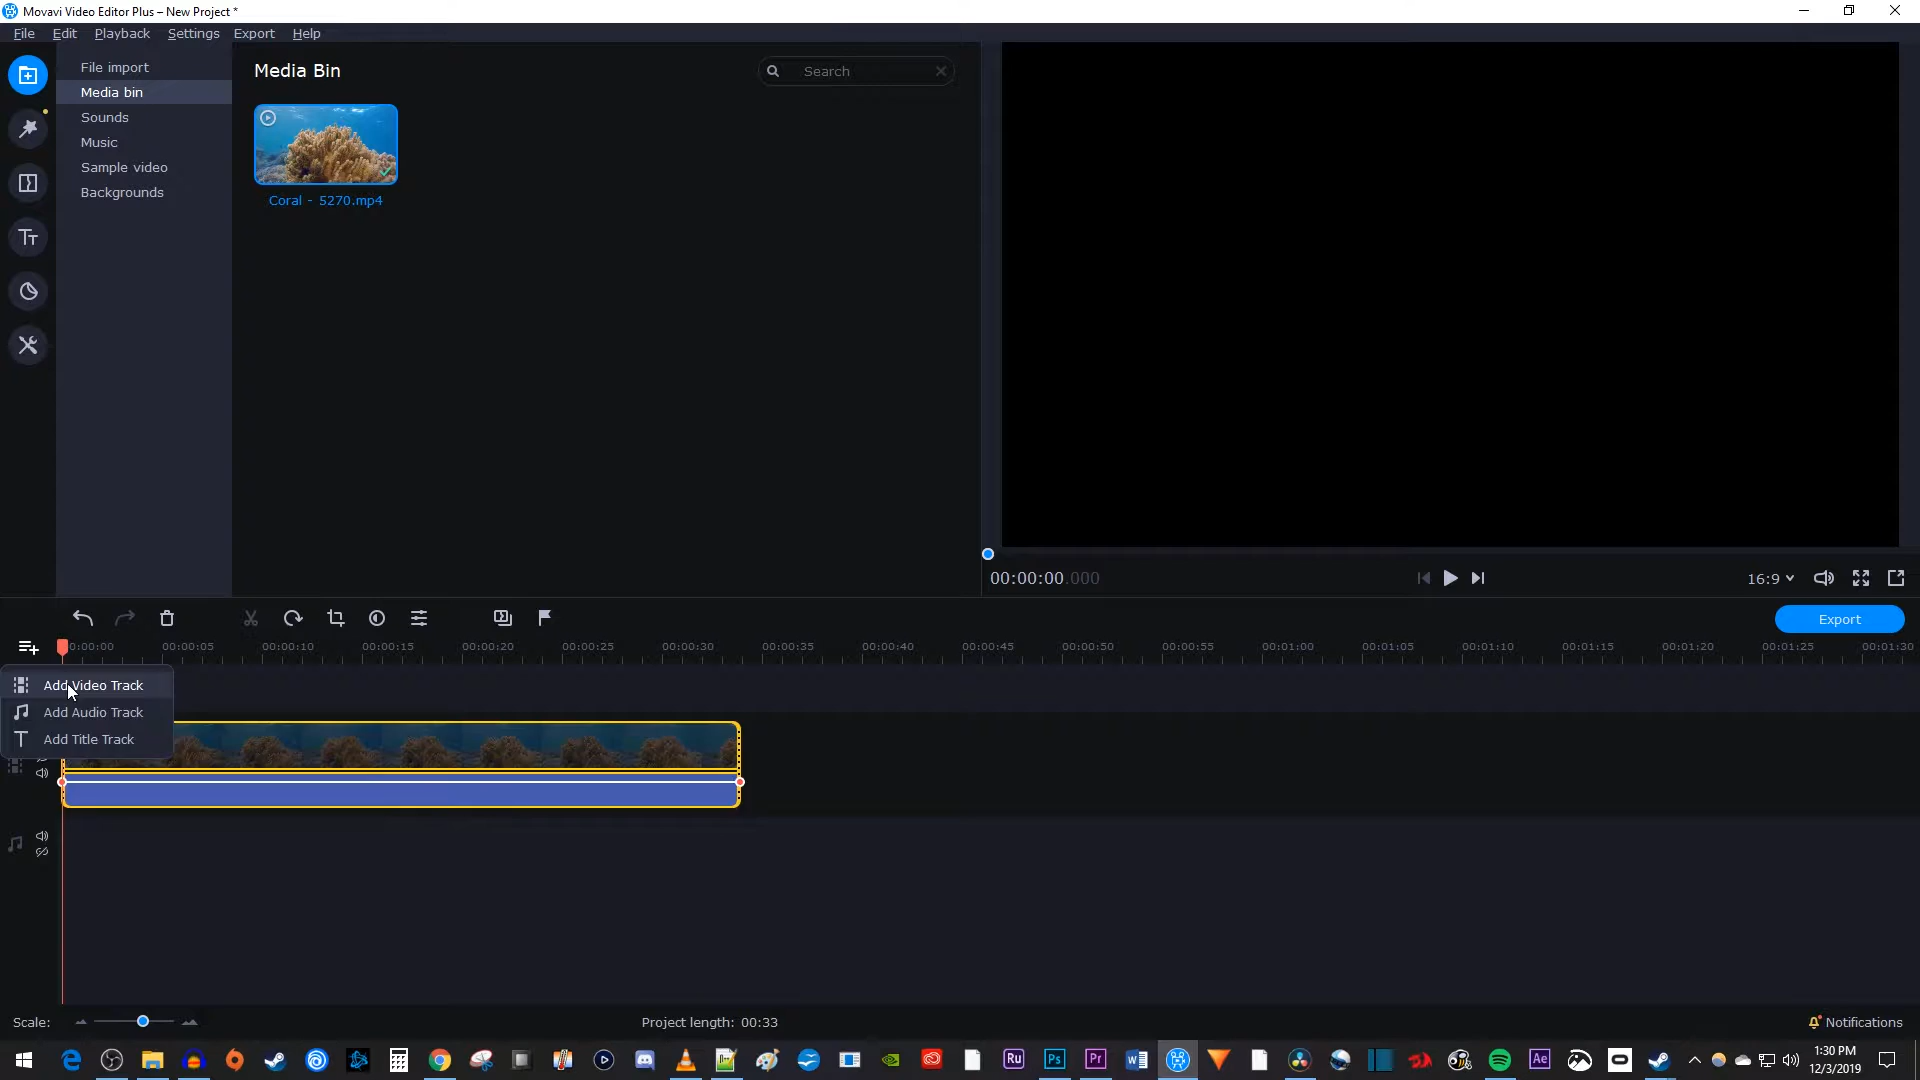 Movavi Video Editor Plus – New Project *
File Edit Playback Settings Export Help
File import
Media bin
Sounds
Music
Sample video
Backgrounds
Media Bin
Search
Coral - 5270.mp4
00:00:00.000
16:9
Export
0:00:00 00:00:05 00:00:10 00:00:15 00:00:20 00:00:25 00:00:30 00:00:35 00:00:40 00:00:45 00:00:50 00:00:55 00:01:00 00:01:05 00:01:10 00:01:15 00:01:20 00:01:25 00:01:30
Add Video Track
Add Audio Track
Add Title Track
Scale:
Project length: 00:33
Notifications
Ru Ps Pr Ae
1:30 PM
12/3/2019